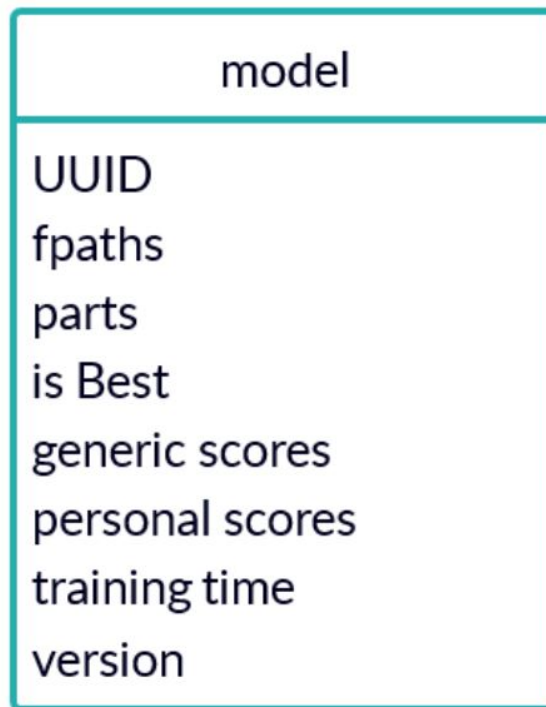 model
UUID
fpaths
parts
is Best
generic scores
personal scores
training time
version